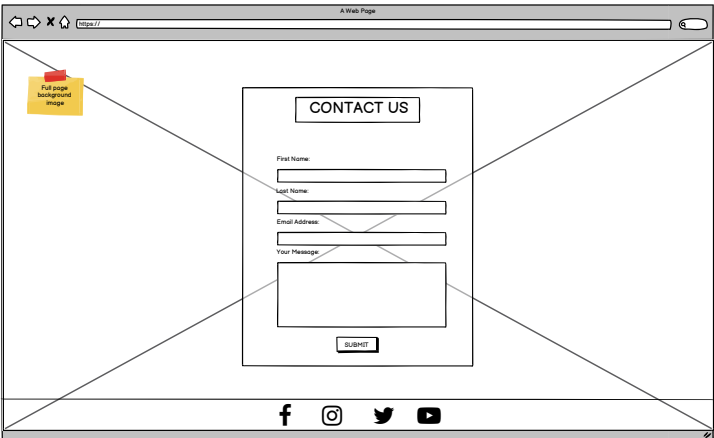 A Web Page
https://
Full page
background
image
CONTACT US
First Name:
Last Name:
Email Address:
Your Message:
SUBMIT